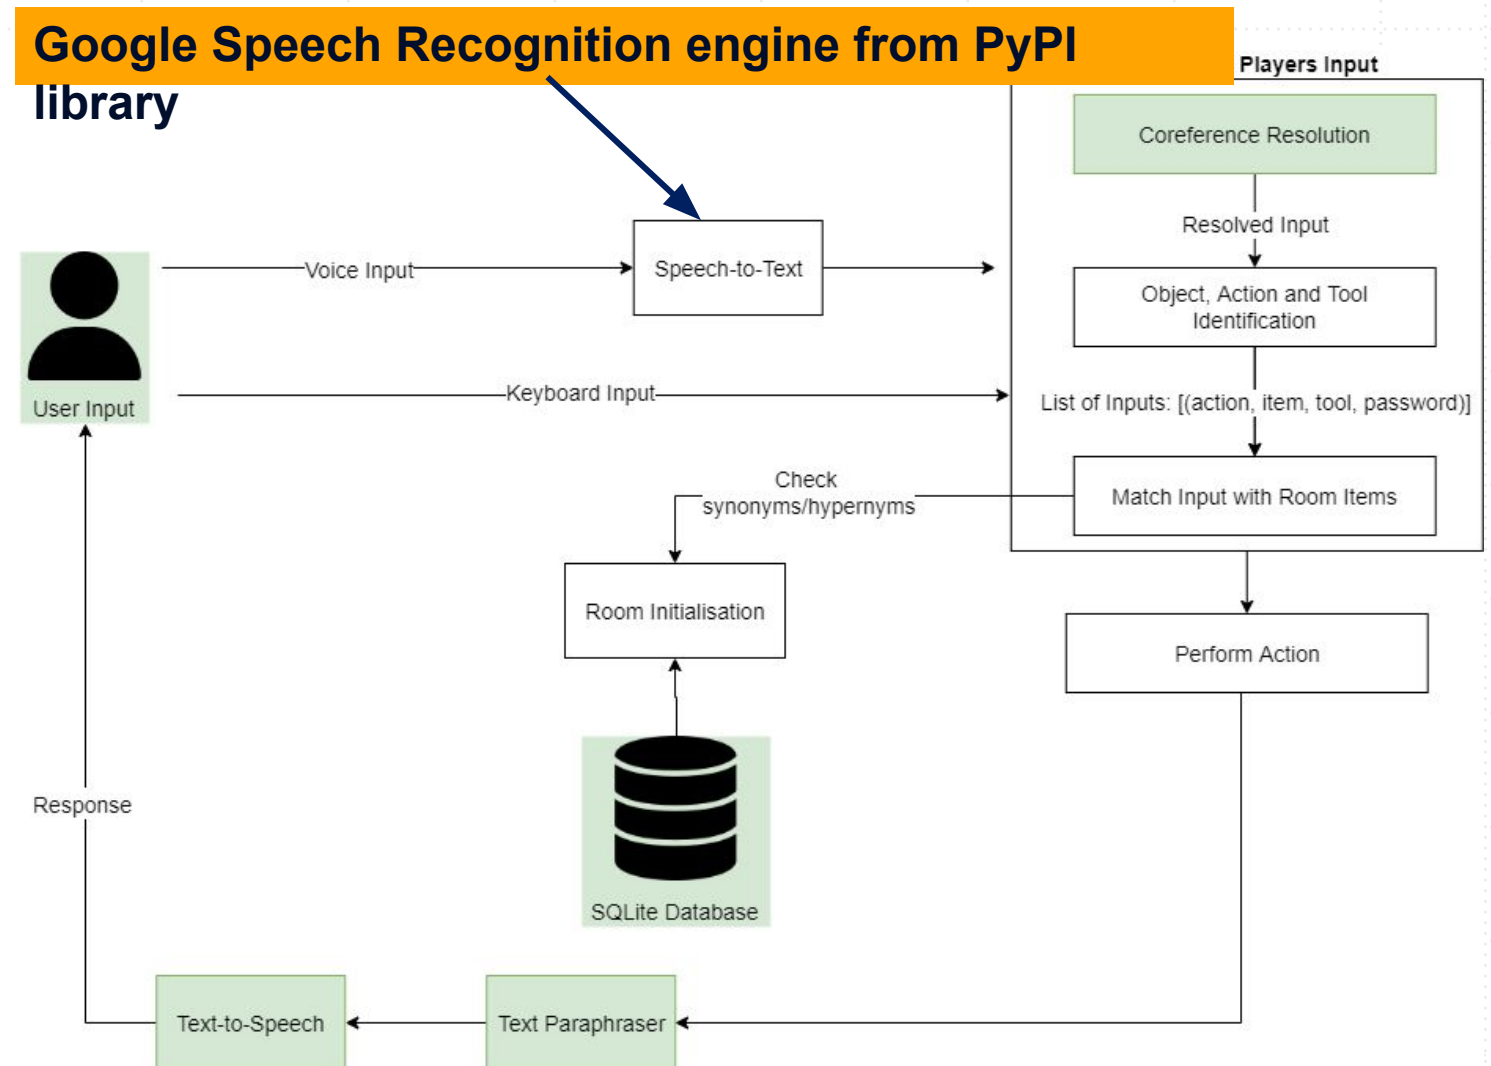 Google Speech Recognition engine from PyPI
library
Players Input
Coreference Resolution
Resolved Input
Speech-to-Text
Voice Input
Object, Action and Tool
Identification
User Input
Keyboard Input
List of Inputs: [(action, item, tool, password)]
Check
synonyms/hypernyms
Match Input with Room Items
Room Initialisation
Perform Action
Response
SQLite Database
Text-to-Speech
Text Paraphraser